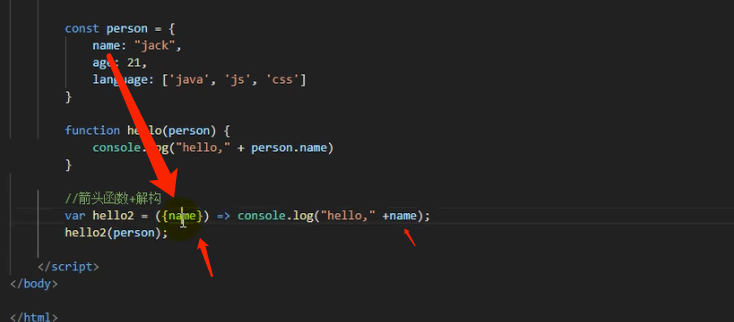 const person = {
name: "jack",
age: 21,
language: ['java', 'js', 'css']
}
function hello(person) {
console.log("hello," + person.name)
}
//箭头函数+解构
var hello2 = ({name}) => console.log("hello," +name);
hello2(person);
</script>
</body>
</html>